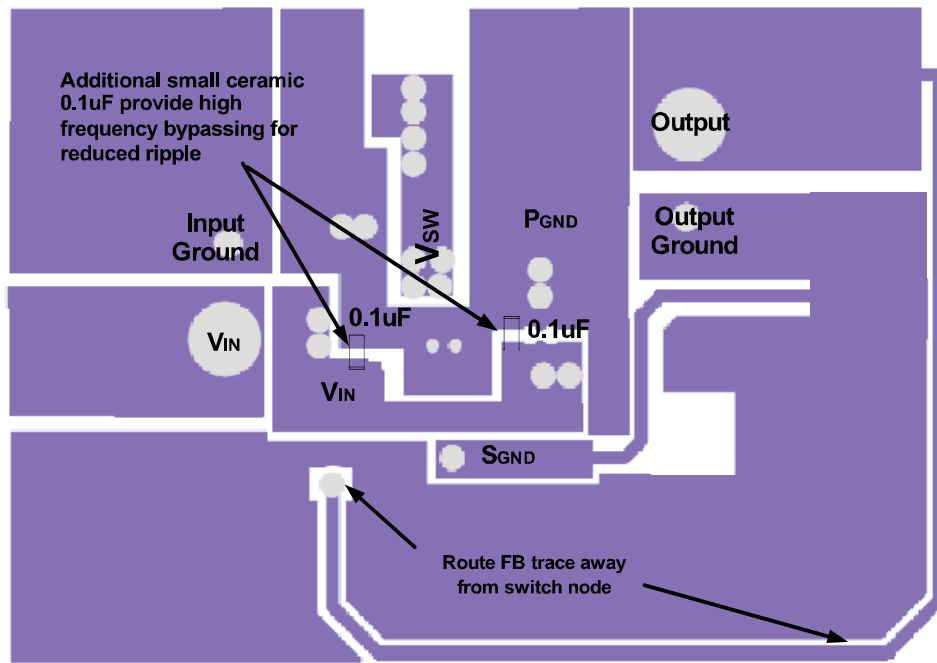 Additional small ceramic
0.1uF provide high
frequency bypassing for
reduced ripple
Output
Input
Ground
VSW
PGND
Output
Ground
VIN
0.1uF
0.1uF
VIN
SGND
Route FB trace away
from switch node